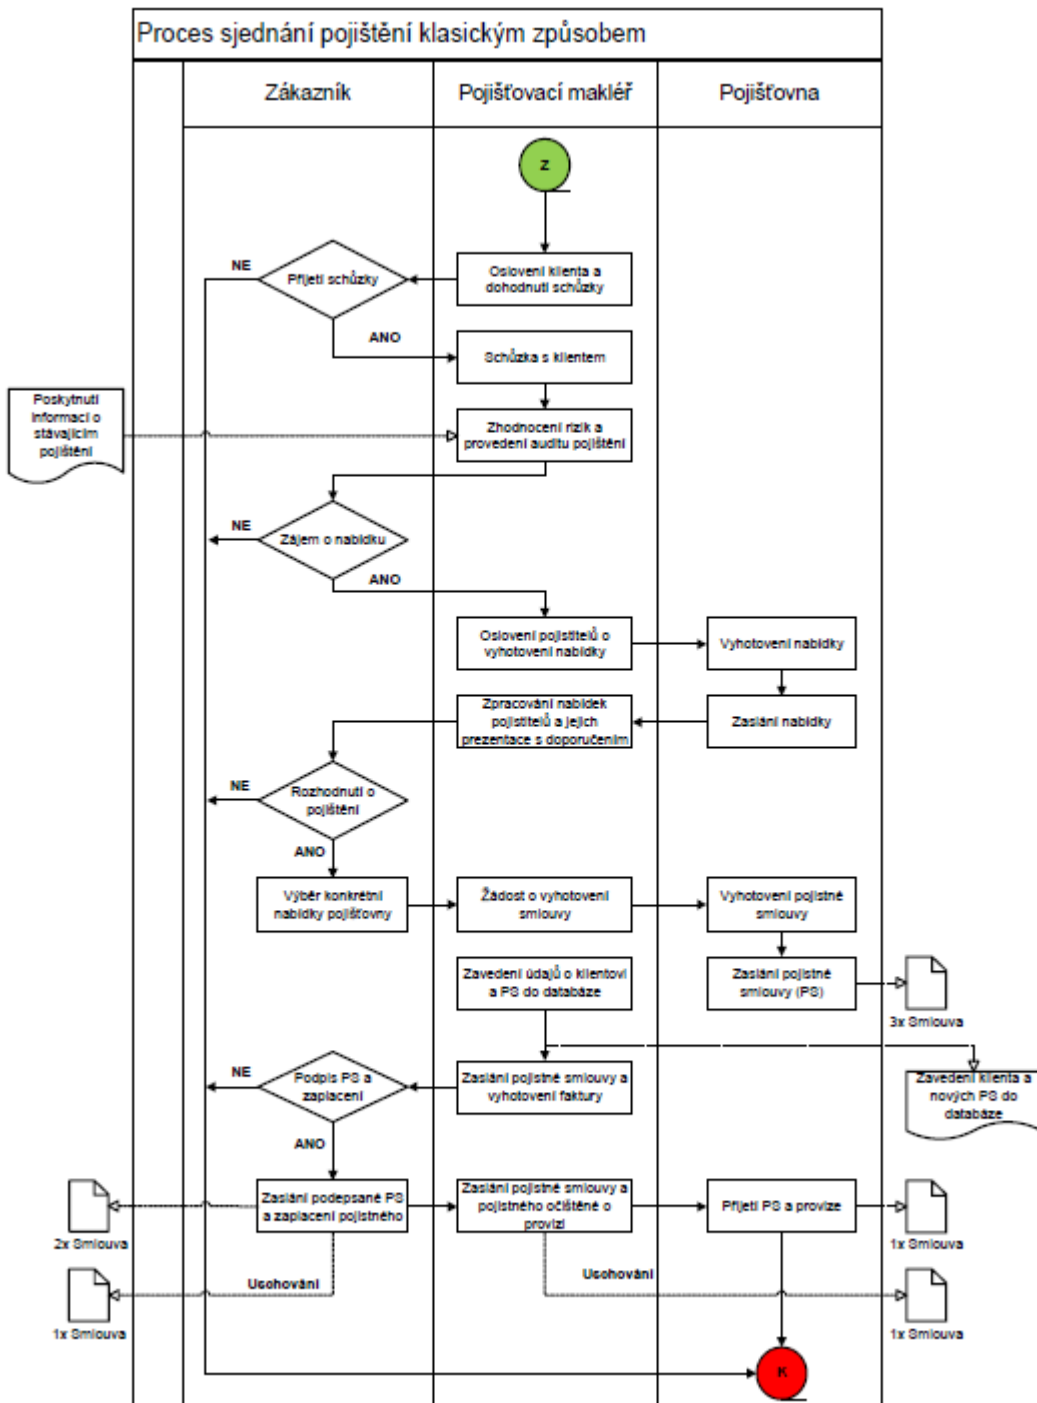 Proces sjednání pojištění klasickým způsobem
Zákazník
Pojišťovací makléř
Pojišťovna
Z
NE
Přijetí schůzky
Oslovení klienta a
dohodnutí schůzky
ANO
Schůzka s klientem
Poskytnutí
informací o
stávajícím
pojištění
Zhodnocení rizik a
provedení auditu pojištění
NE
Zájem o nabídku
ANO
Oslovení pojistitelů o
vyhotovení nabídky
Vyhotovení nabídky
Zpracování nabídek
pojistitelů a jejich
prezentace s doporučením
Zaslání nabídky
NE
Rozhodnutí o
pojištění
ANO
Výběr konkrétní
nabídky pojišťovny
Žádost o vyhotovení
smlouvy
Vyhotovení pojistné
smlouvy
Zavedení údajů o klientovi
a PS do databáze
Zaslání pojistné
smlouvy (PS)
3x Smlouva
NE
Podpis PS a
zaplacení
Zaslání pojistné smlouvy a
vyhotovení faktury
Zavedení klienta a
nových PS do
databáze
ANO
Zaslání podepsané PS
a zaplacení pojistného
Zaslání pojistné smlouvy a
pojistného očištěné o
provizi
Přijetí PS a provize
2x Smlouva
1x Smlouva
Uschování
Uschování
1x Smlouva
1x Smlouva
K